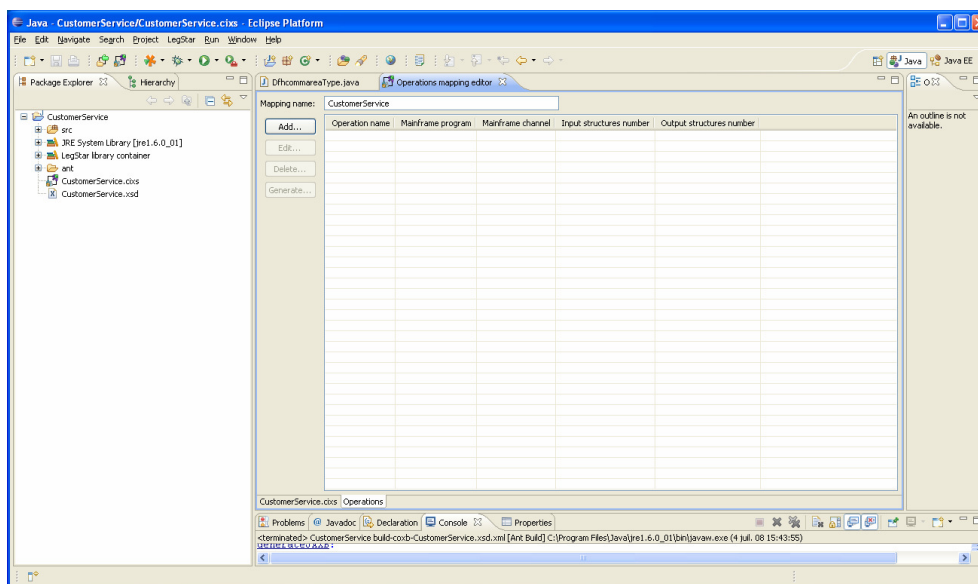 Java - CustomerService/CustomerService.cixs - Eclipse Platform
File Edit Navigate Search Project LegStar Run Window Help
Java Java EE
Package Explorer Hierarchy
CustomerService
src
JRE System Library [jre1.6.0_01]
LegStar library container
ant
CustomerService.cixs
CustomerService.xsd
DfhcommareaType.java Operations mapping editor
Mapping name: CustomerService
Add...
Edit...
Delete...
Generate...
Operation name Mainframe program Mainframe channel Input structures number Output structures number
CustomerService.cixs Operations
O
An outline is not
available.
Problems Javadoc Declaration Console Properties
<terminated> CustomerService build-coxb-CustomerService.xsd.xml [Ant Build] C:\Program Files\Java\jre1.6.0_01\bin\javaw.exe (4 juil. 08 15:43:55)